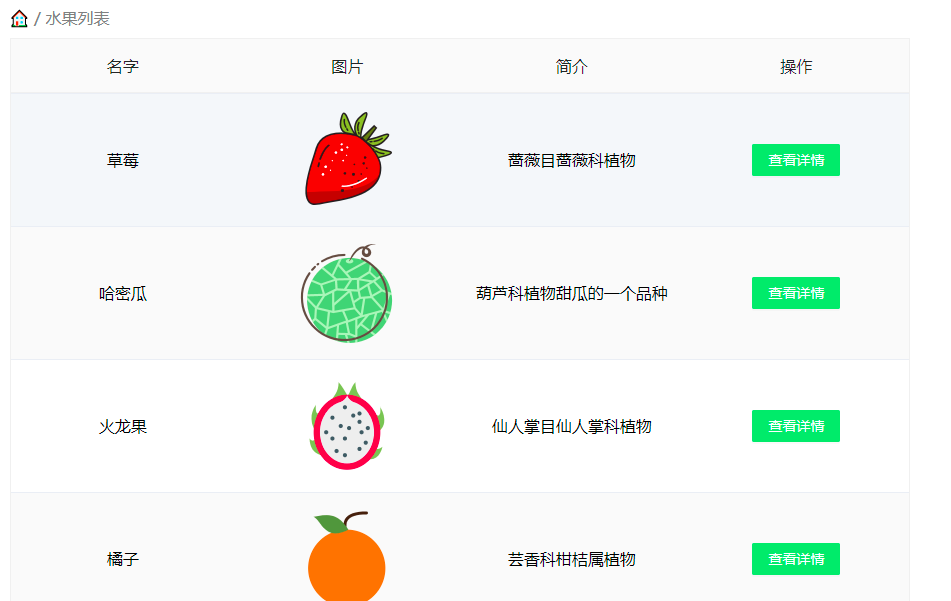 / 水果列表
名字 图片 简介 操作
草莓 蔷薇目蔷薇科植物 查看详情
哈密瓜 葫芦科植物甜瓜的一个品种 查看详情
火龙果 仙人掌目仙人掌科植物 查看详情
橘子 芸香科柑桔属植物 查看详情